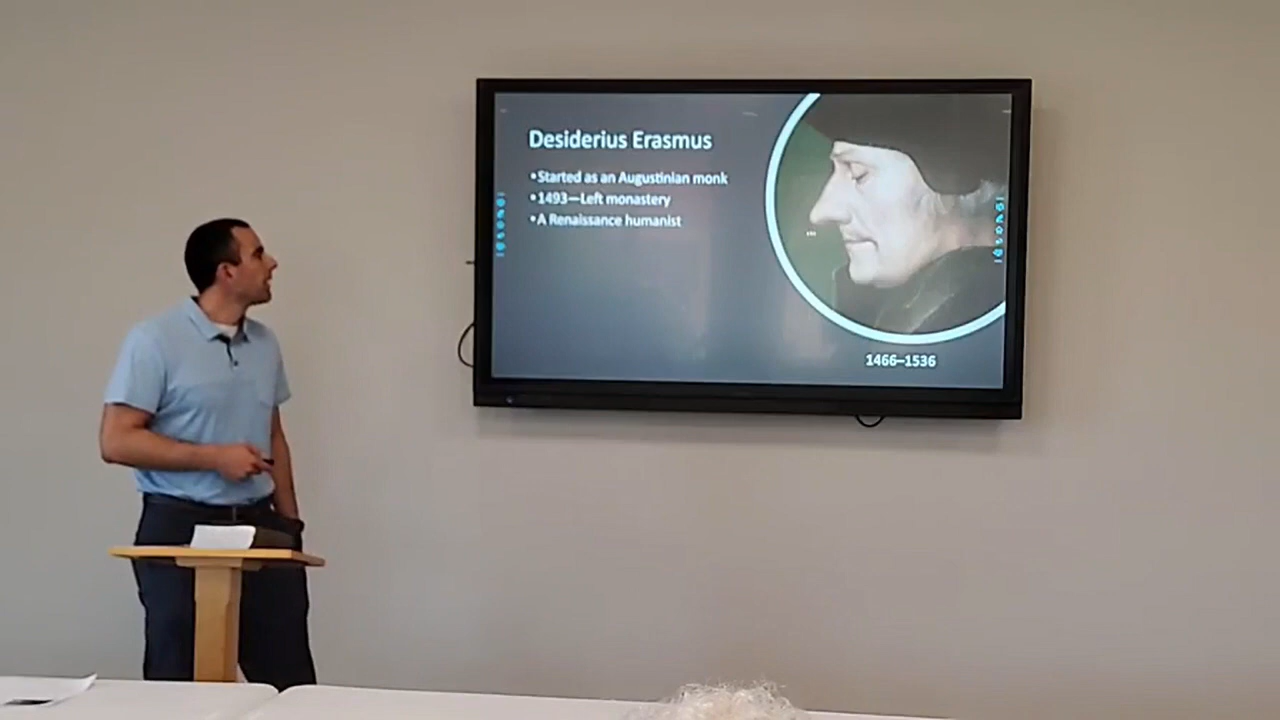 Desiderius Erasmus
•Started as an Augustinian monk
•1493—Left monastery
•A Renaissance humanist
1466–1536